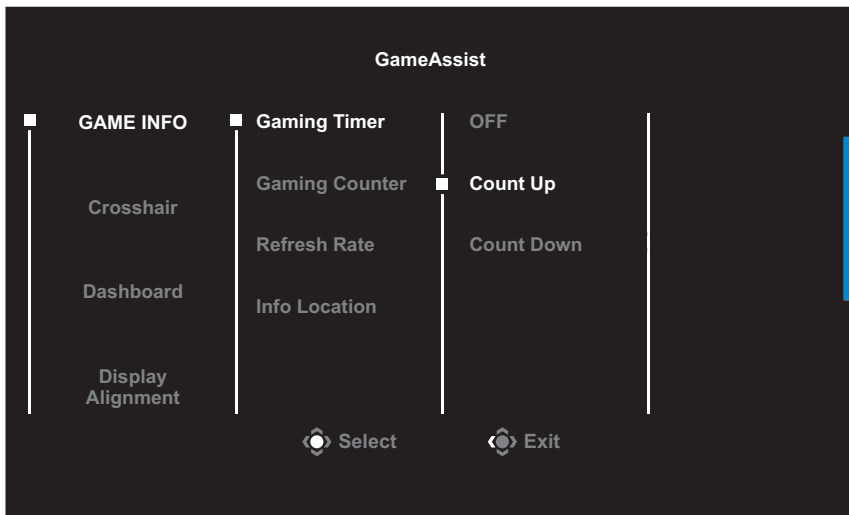 GameAssist
GAME INFO
Crosshair
Dashboard
Display
Alignment
Gaming Timer
Gaming Counter
Refresh Rate
Info Location
OFF
Count Up
Count Down
Select
Exit